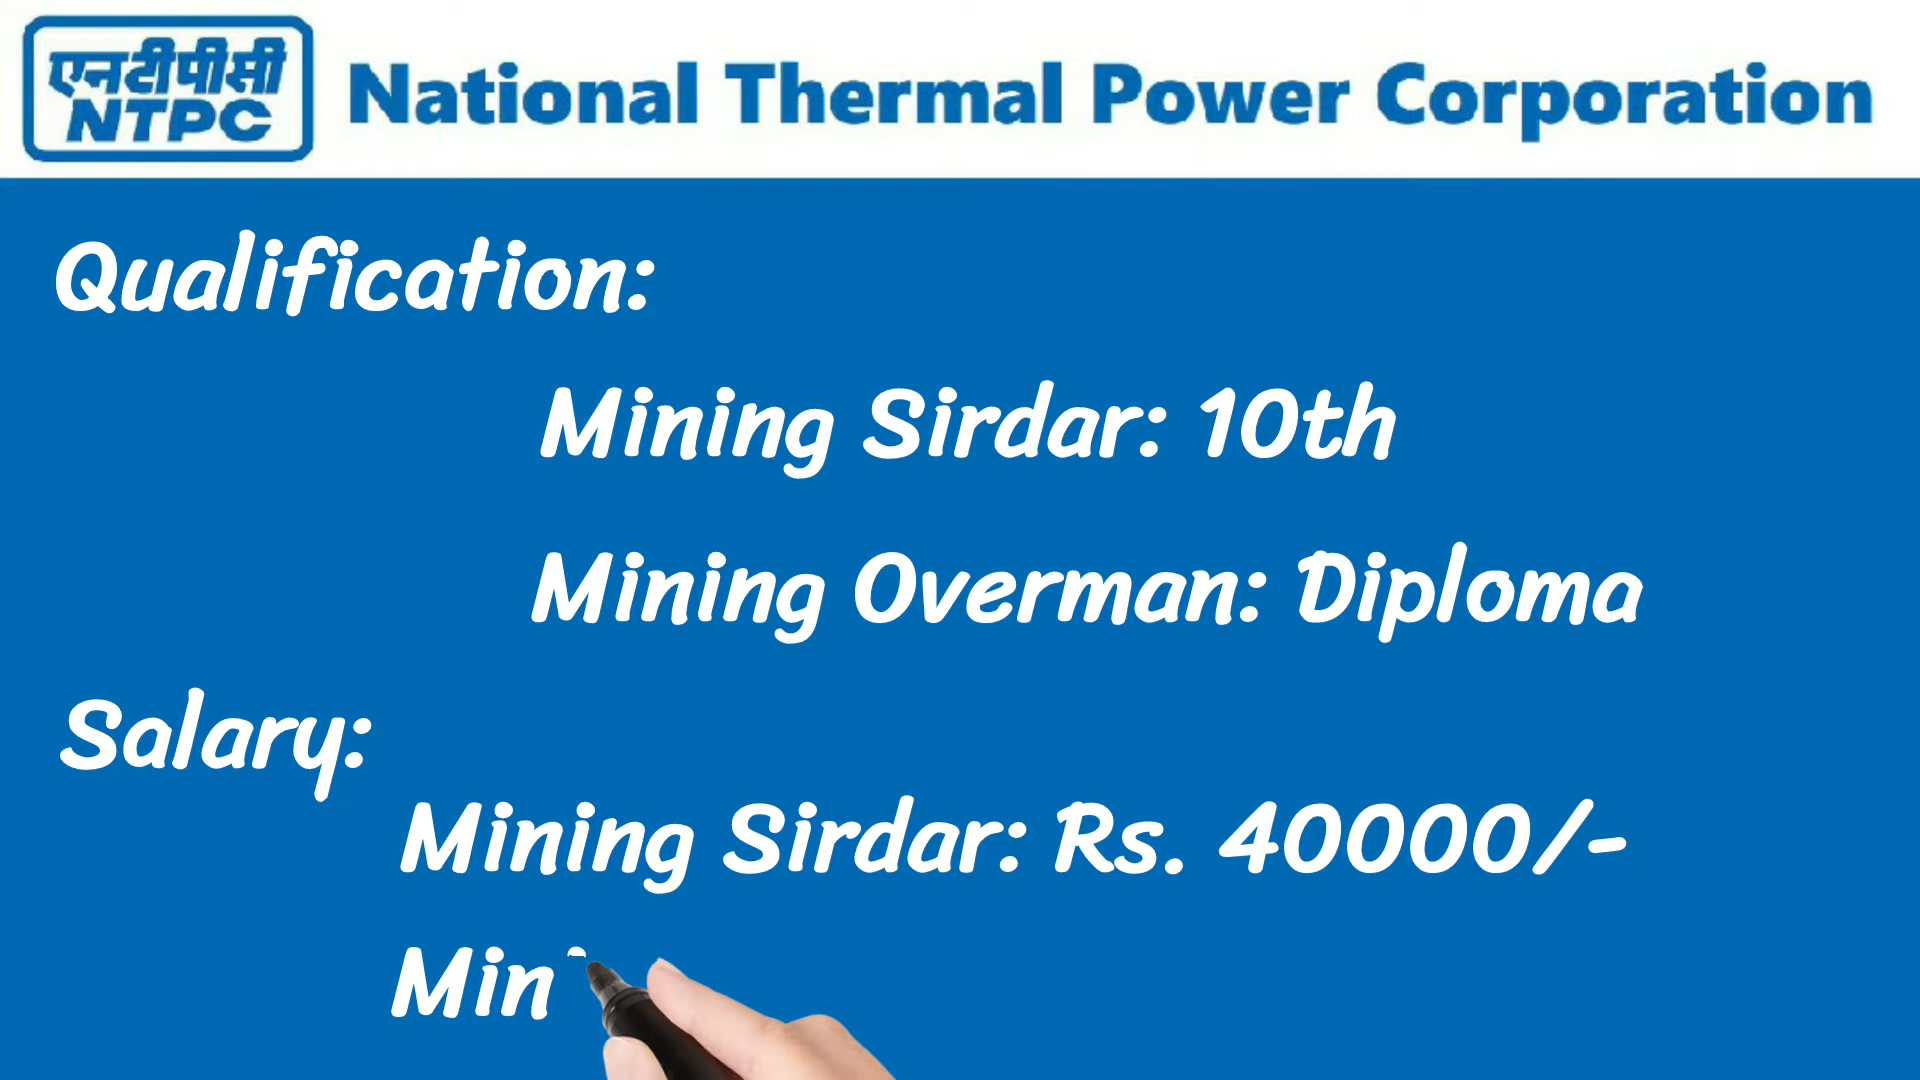 एनटीपीसी
NTPC
National Thermal Power Corporation
Qualification:
Mining Sirdar: 10th
Mining Overman: Diploma
Salary:
Mining Sirdar: Rs. 40000/-
Min